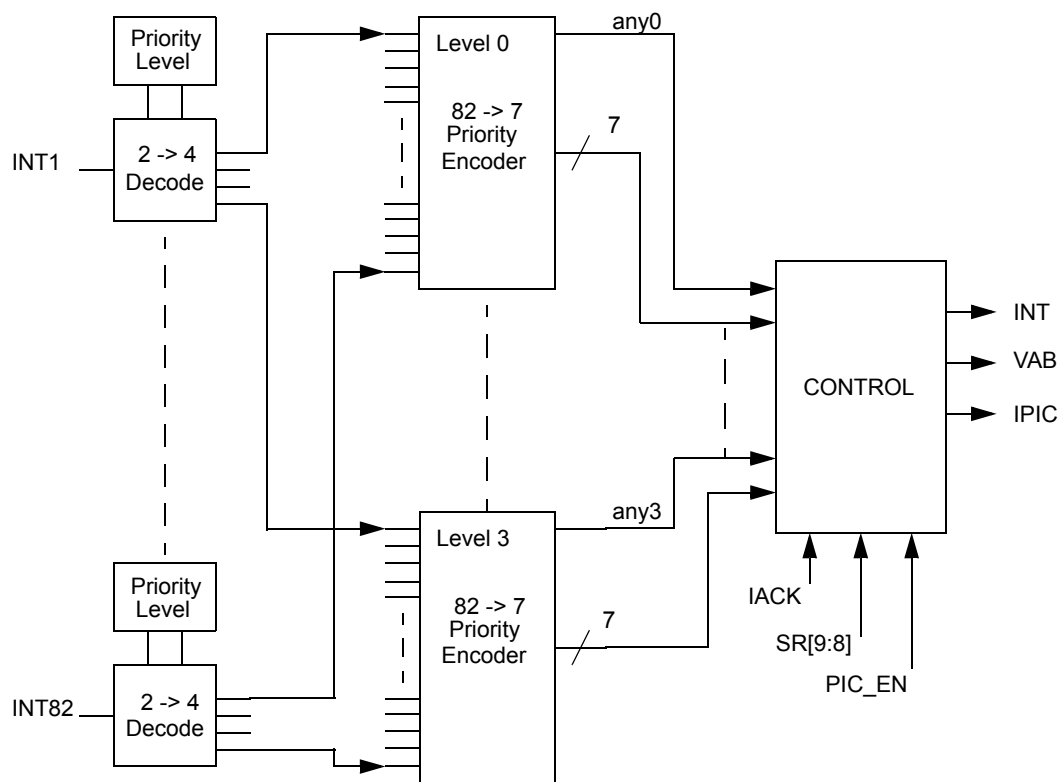 Priority
Level
INT1
2 -> 4
Decode
Level 0
82 -> 7
Priority
Encoder
any0
7
CONTROL
INT
VAB
IPIC
Priority
Level
INT82
2 -> 4
Decode
Level 3
82 -> 7
Priority
Encoder
any3
7
IACK
SR[9:8]
PIC_EN